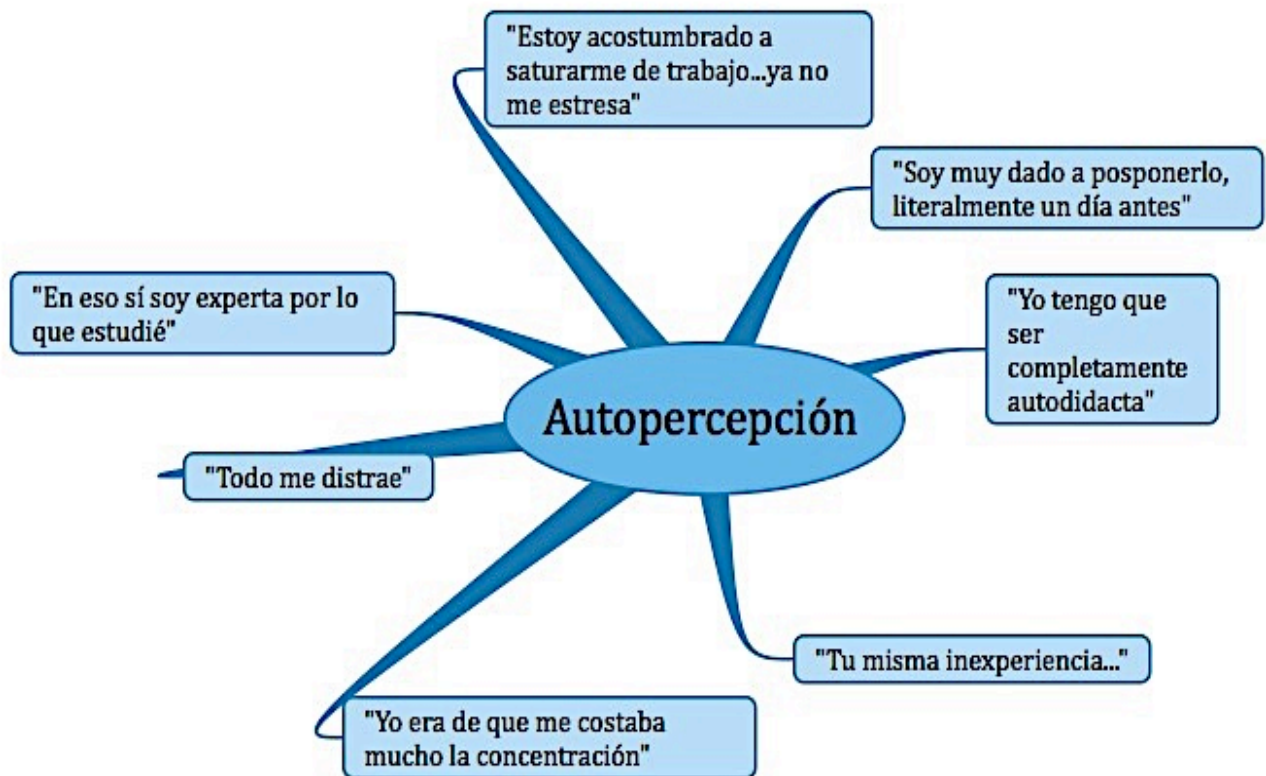 "Estoy acostumbrado a
saturarme de trabajo...ya no
me estresa"
"Soy muy dado a posponerlo,
literalmente un día antes"
"En eso sí soy experta por lo
que estudié"
"Yo tengo que
ser
completamente
autodidacta"
Autopercepción
"Todo me distrae"
"Tu misma inexperiencia..."
"Yo era de que me costaba
mucho la concentración"